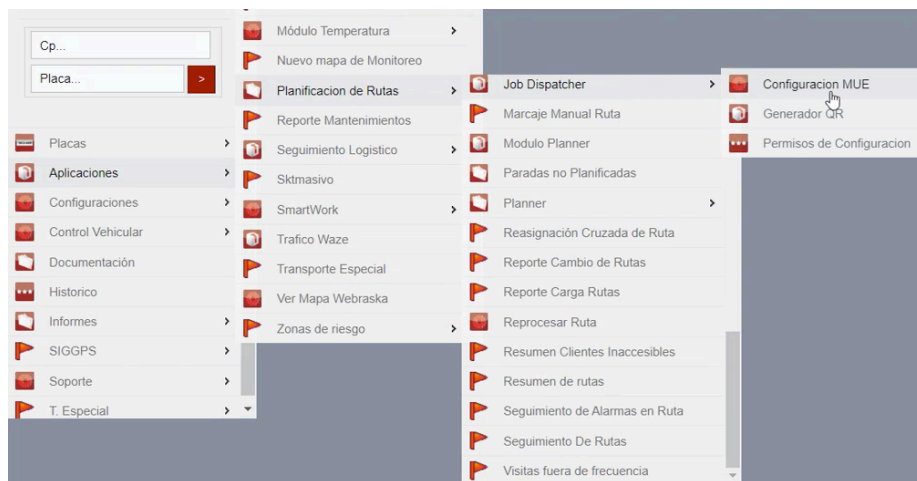 Cp...
Placa...
>
Placas
Aplicaciones
Configuraciones
Control Vehicular
Documentación
Historico
Informes
SIGGPS
Soporte
T. Especial
Módulo Temperatura
Nuevo mapa de Monitoreo
Planificacion de Rutas
Reporte Mantenimientos
Seguimiento Logistico
Sktmasivo
SmartWork
Trafico Waze
Transporte Especial
Ver Mapa Webraska
Zonas de riesgo
Job Dispatcher
Marcaje Manual Ruta
Modulo Planner
Paradas no Planificadas
Planner
Reasignación Cruzada de Ruta
Reporte Cambio de Rutas
Reporte Carga Rutas
Reprocesar Ruta
Resumen Clientes Inaccesibles
Resumen de rutas
Seguimiento de Alarmas en Ruta
Seguimiento De Rutas
Visitas fuera de frecuencia
Configuracion MUE
Generador QR
Permisos de Configuracion